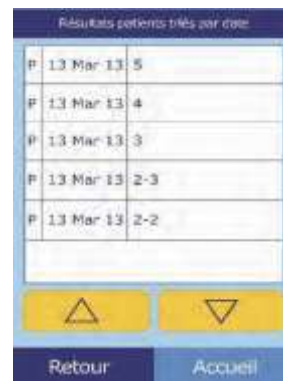 Résultats patients triés par date
P 13 Mar 13 5
P 13 Mar 13 4
P 13 Mar 13 3
P 13 Mar 13 2-3
P 13 Mar 13 2-2
Retour Accueil